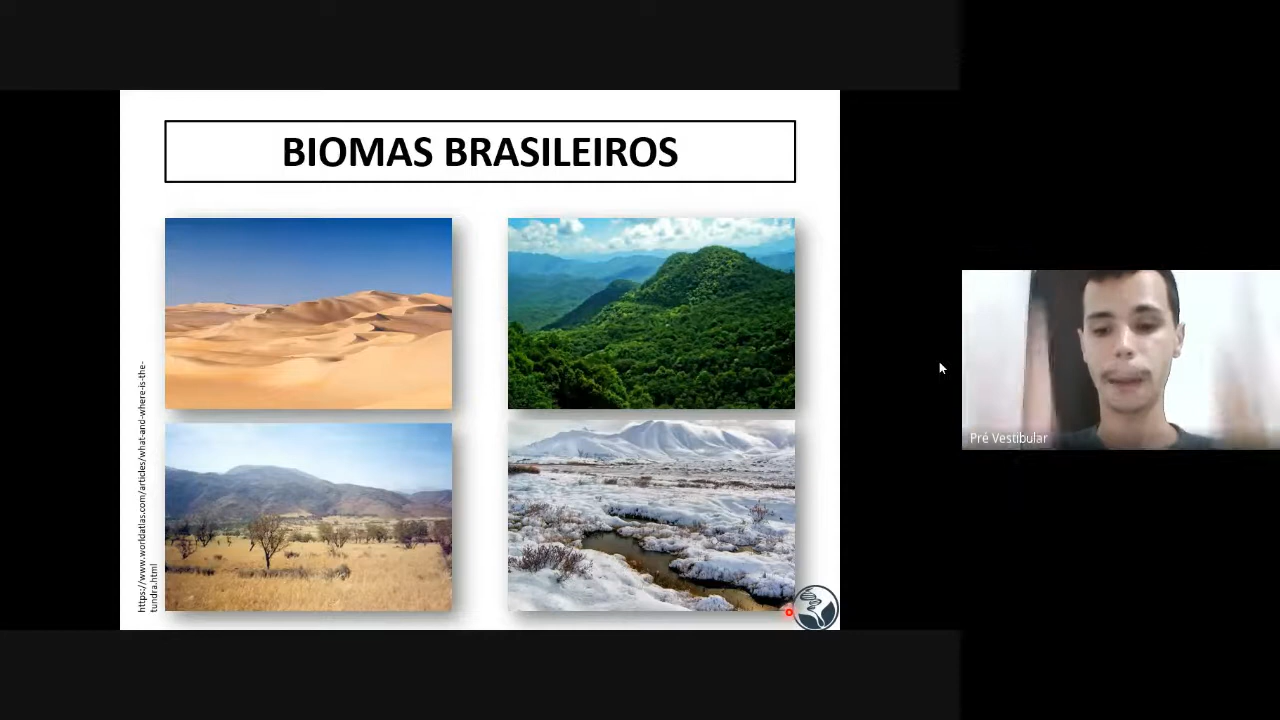 BIOMAS BRASILEIROS
https://www.worldatlas.com/articles/what-and-where-is-the-
tundra.html
Pré Vestibular